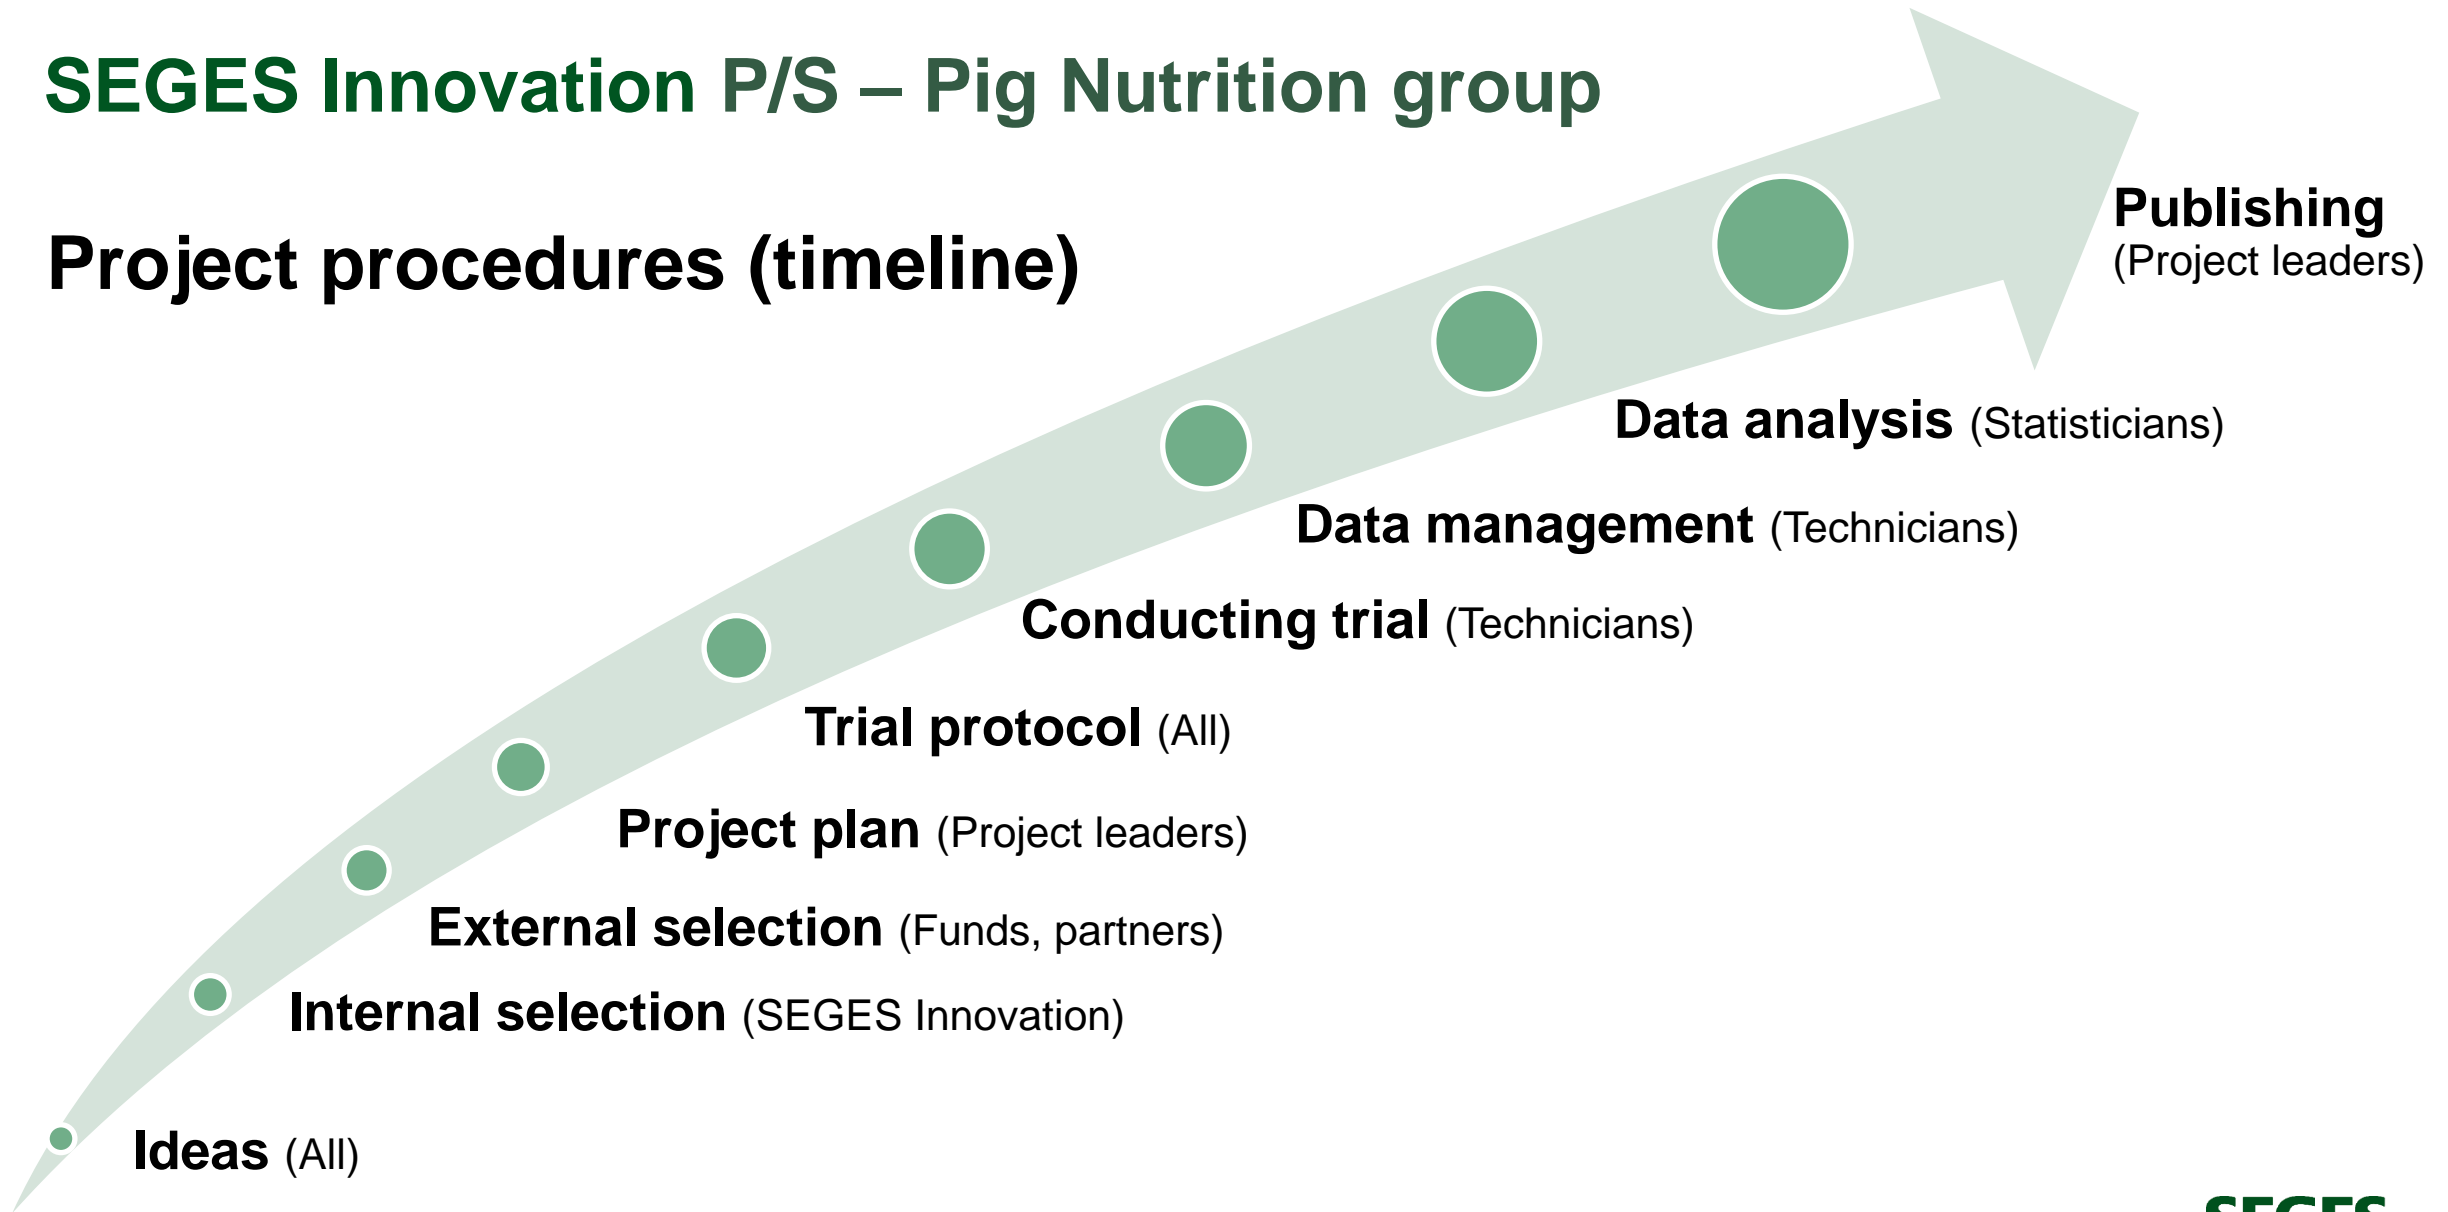 SEGES Innovation P/S – Pig Nutrition group
Project procedures (timeline)
Publishing
(Project leaders)
Data analysis (Statisticians)
Data management (Technicians)
Conducting trial (Technicians)
Trial protocol (All)
Project plan (Project leaders)
External selection (Funds, partners)
Internal selection (SEGES Innovation)
Ideas (All)
SEGES